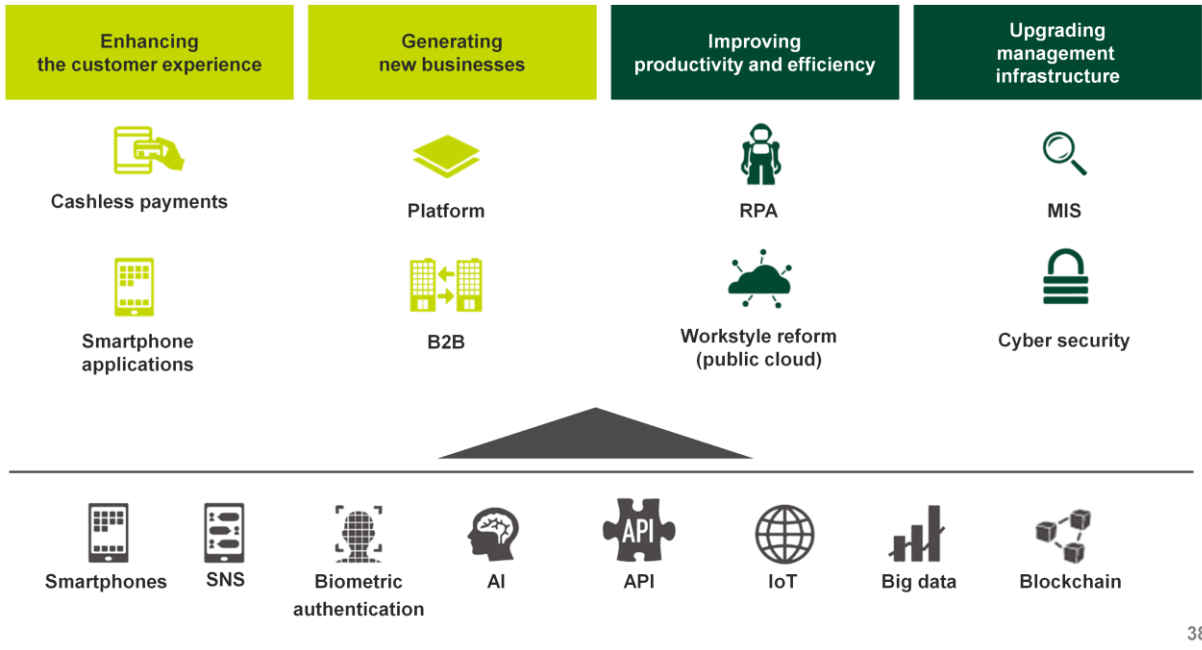 Enhancing
the customer experience
Generating
new businesses
Improving
productivity and efficiency
Upgrading
management
infrastructure
Cashless payments
Platform
RPA
MIS
Smartphone
applications
B2B
Workstyle reform
(public cloud)
Cyber security
API
Smartphones
SNS
Biometric
authentication
AI
API
IoT
Big data
Blockchain
38